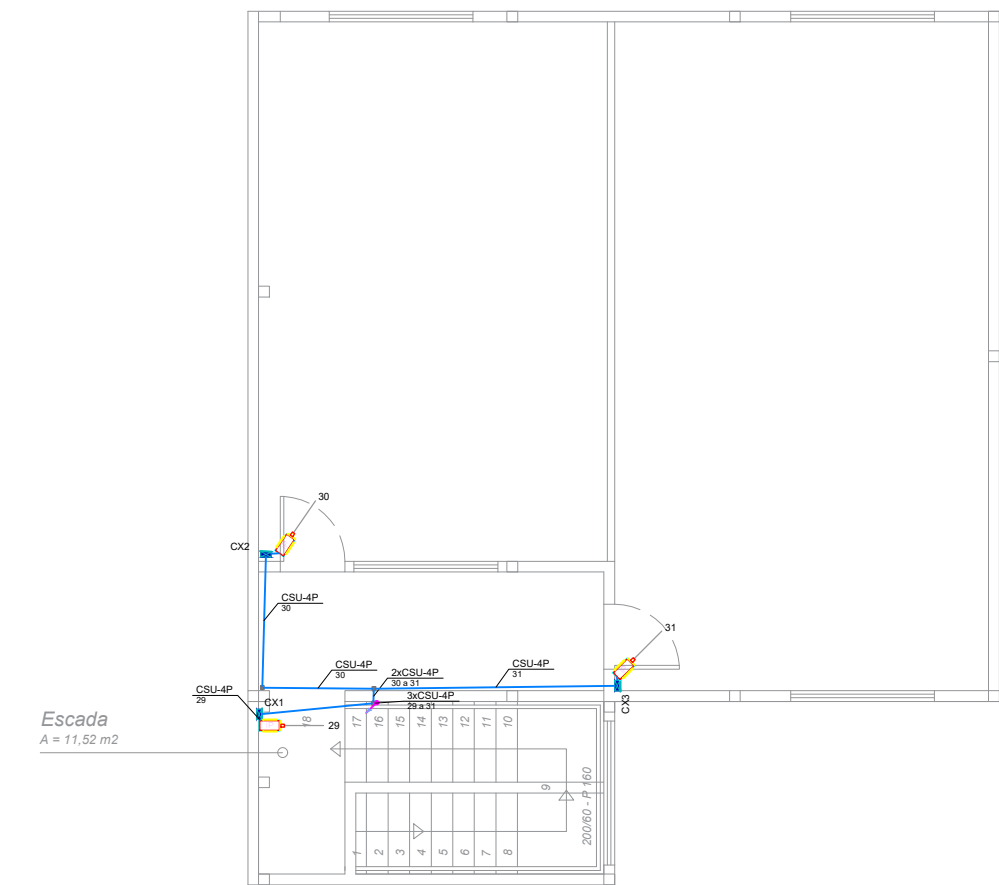 30
CX2
CSU-4P
30
31
CSU-4P
30
2xCSU-4P
30 a 31
CSU-4P
31
CSU-4P
29
CX1
3xCSU-4P
29 a 31
CX3
Escada
A = 11,52 m2
29
18
17
16
15
14
13
12
11
10
9
200/60 - P 160
1
2
3
4
5
6
7
8